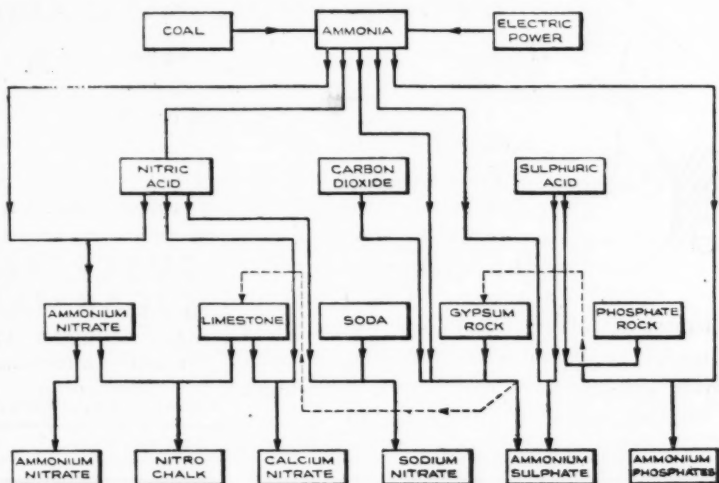 COAL
AMMONIA
ELECTRIC
POWER
NITRIC
ACID
CARBON
DIOXIDE
SULPHURIC
ACID
AMMONIUM
NITRATE
LIMESTONE
SODA
GYPSUM
ROCK
PHOSPHATE
ROCK
AMMONIUM
NITRATE
NITRO
CHALK
CALCIUM
NITRATE
SODIUM
NITRATE
AMMONIUM
SULPHATE
AMMONIUM
PHOSPHATES